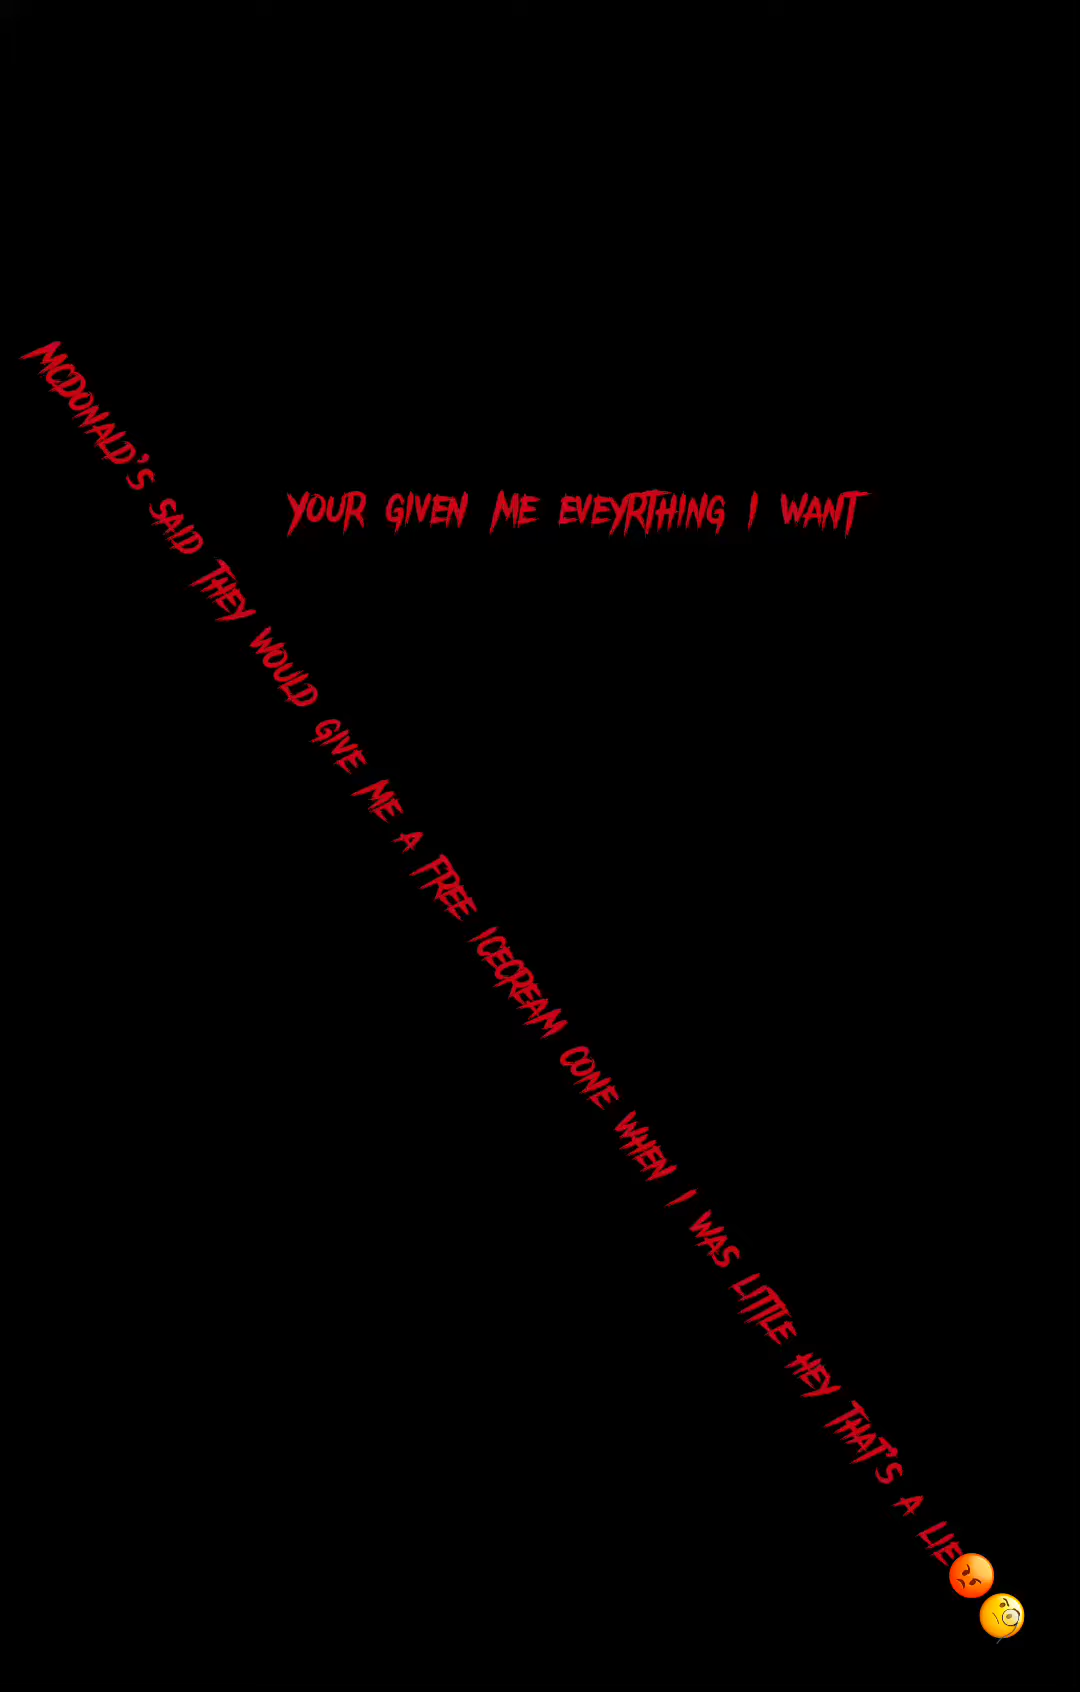 YOUR GIVEN ME EVEYRTHING I WANT
MCDONALD'S SAID THEY WOULD GIVE ME A FREE ICECREAM CONE WHEN I WAS LITTLE HEY THAT'S A LIE😡🧐